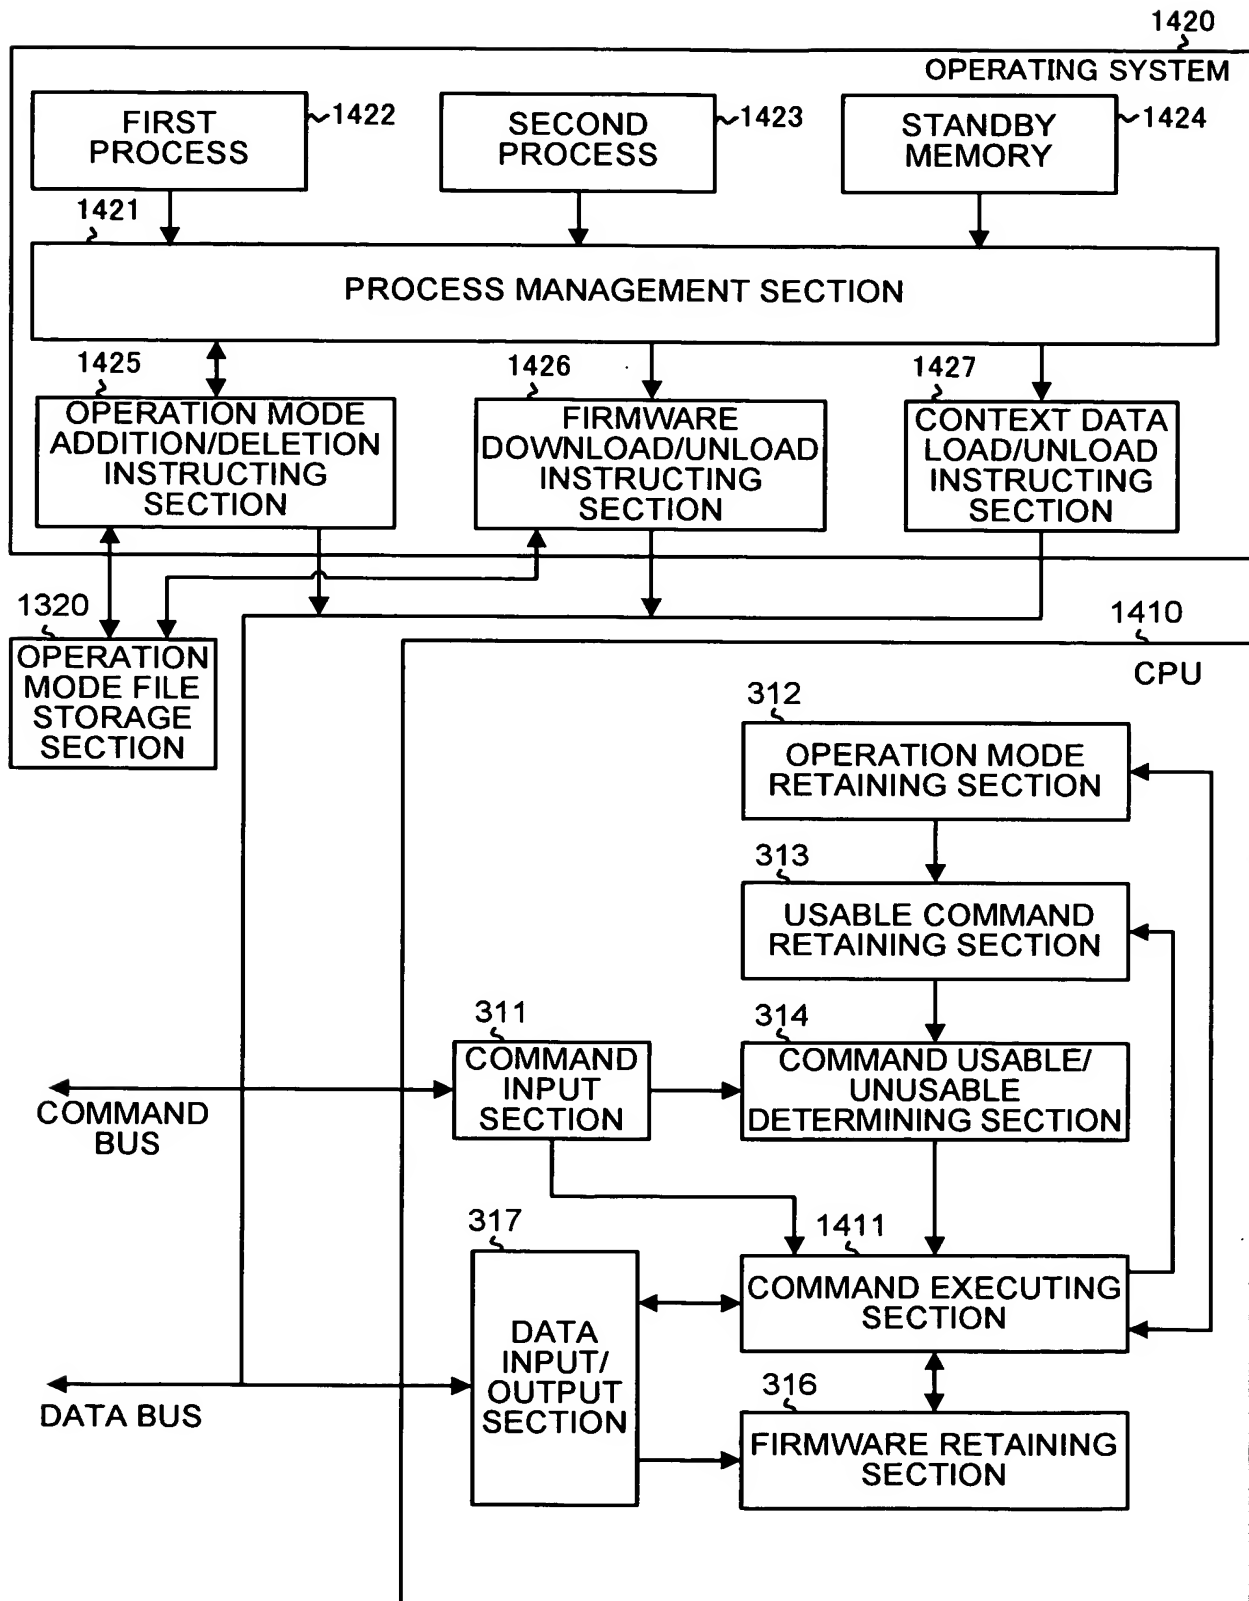 1420
OPERATING SYSTEM
FIRST
PROCESS
1422
SECOND
PROCESS
1423
STANDBY
MEMORY
1424
1421
PROCESS MANAGEMENT SECTION
1425
OPERATION MODE
ADDITION/DELETION
INSTRUCTING
SECTION
1426
FIRMWARE
DOWNLOAD/UNLOAD
INSTRUCTING
SECTION
1427
CONTEXT DATA
LOAD/UNLOAD
INSTRUCTING
SECTION
1320
OPERATION
MODE FILE
STORAGE
SECTION
1410
CPU
312
OPERATION MODE
RETAINING SECTION
313
USABLE COMMAND
RETAINING SECTION
311
COMMAND
INPUT
SECTION
314
COMMAND USABLE/
UNUSABLE
DETERMINING SECTION
COMMAND
BUS
317
DATA
INPUT/
OUTPUT
SECTION
1411
COMMAND EXECUTING
SECTION
DATA BUS
316
FIRMWARE RETAINING
SECTION